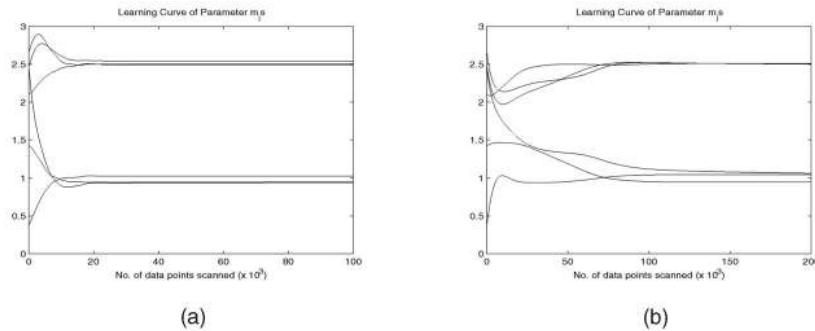 Learning Curve of Parameter mjs
3
2.5
2
1.5
1
0.5
0
0 20 40 60 80 100
No. of data points scanned (x 10³)
(a)
Learning Curve of Parameter mjs
3
2.5
2
1.5
1
0.5
0
0 50 100 150 200
No. of data points scanned (x 10³)
(b)